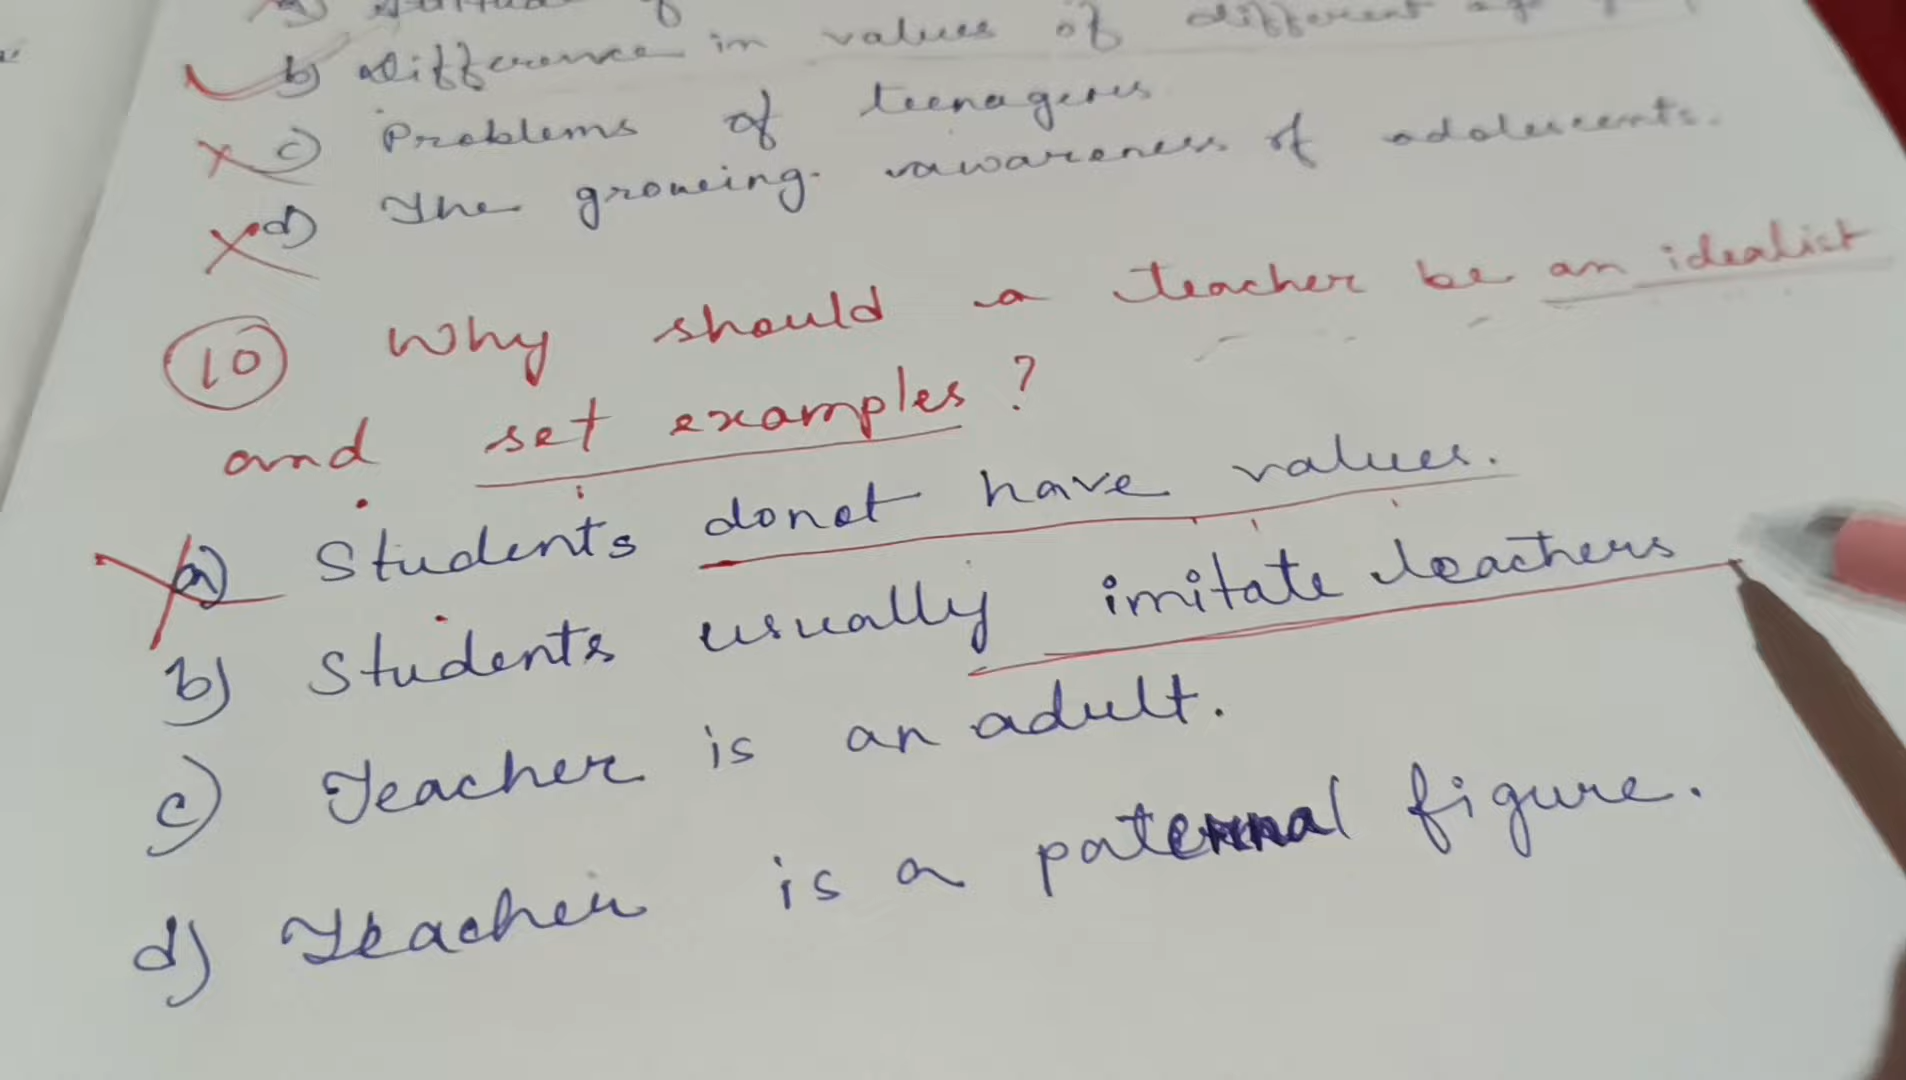 b) difference in values of different
c) Problems of teenagers
d) The growing awareness of adolescents.
10 Why should a teacher be an idealist
and set examples?
a) Students donot have values.
b) Students usually imitate teachers
c) Teacher is an adult.
d) Teacher is a paternal figure.